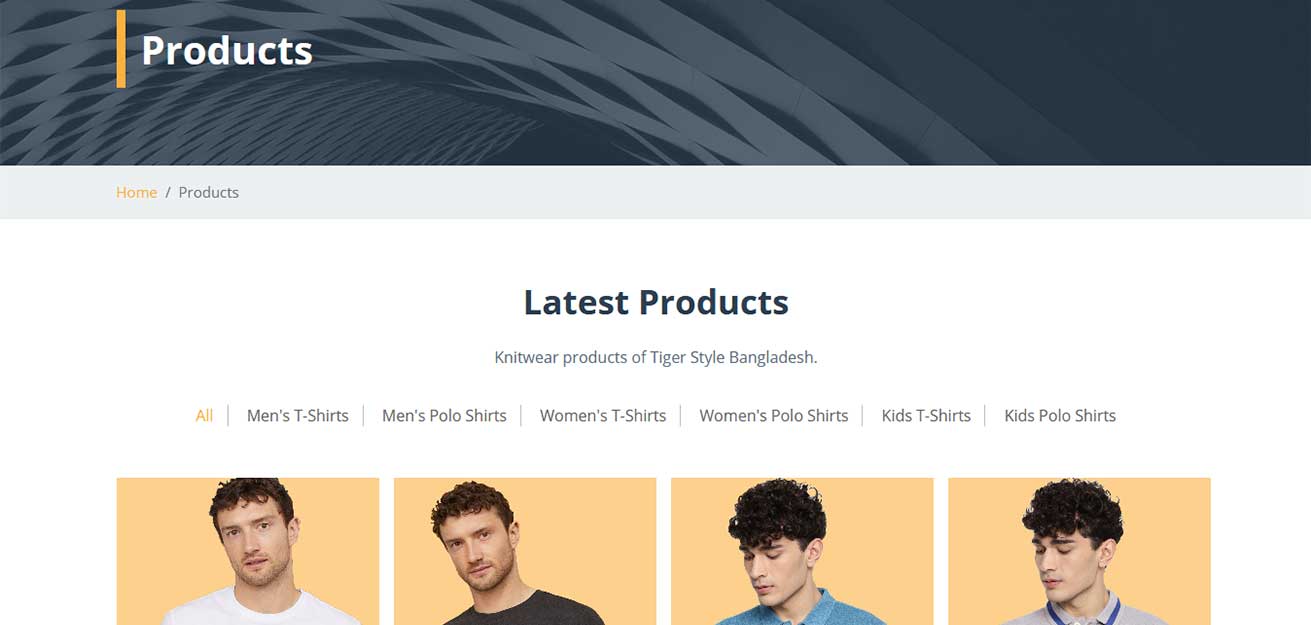 Products
Home / Products
Latest Products
Knitwear products of Tiger Style Bangladesh.
All Men's T-Shirts Men's Polo Shirts Women's T-Shirts Women's Polo Shirts Kids T-Shirts Kids Polo Shirts